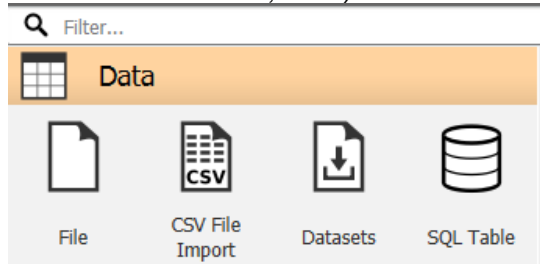 Filter...
Data
CSV
File
CSV File
Import
Datasets
SQL Table